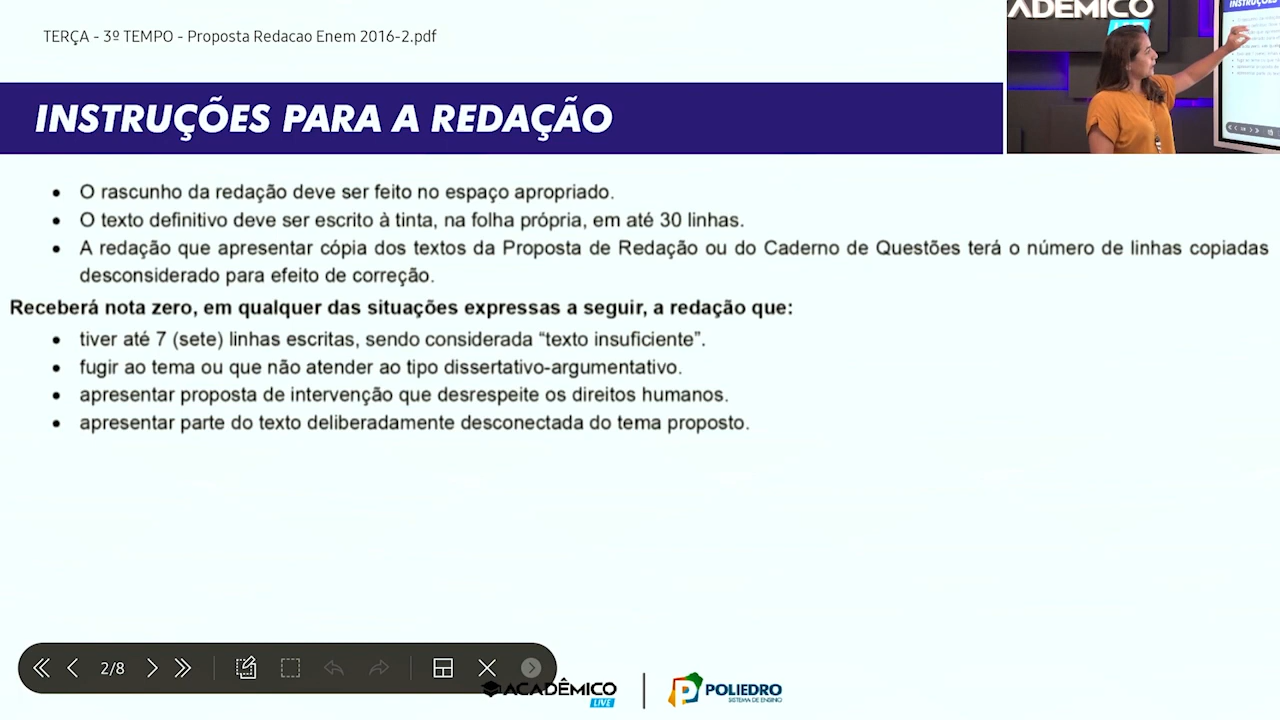 TERÇA - 3º TEMPO - Proposta Redacao Enem 2016-2.pdf
ADÊMICO
INSTRUÇÕES PARA A REDAÇÃO
• O rascunho da redação deve ser feito no espaço apropriado.
• O texto definitivo deve ser escrito à tinta, na folha própria, em até 30 linhas.
• A redação que apresentar cópia dos textos da Proposta de Redação ou do Caderno de Questões terá o número de linhas copiadas
desconsiderado para efeito de correção.
Receberá nota zero, em qualquer das situações expressas a seguir, a redação que:
• tiver até 7 (sete) linhas escritas, sendo considerada “texto insuficiente”.
• fugir ao tema ou que não atender ao tipo dissertativo-argumentativo.
• apresentar proposta de intervenção que desrespeite os direitos humanos.
• apresentar parte do texto deliberadamente desconectada do tema proposto.
2/8
ACADÊMICO
LIVE
POLIEDRO
SISTEMA DE ENSINO